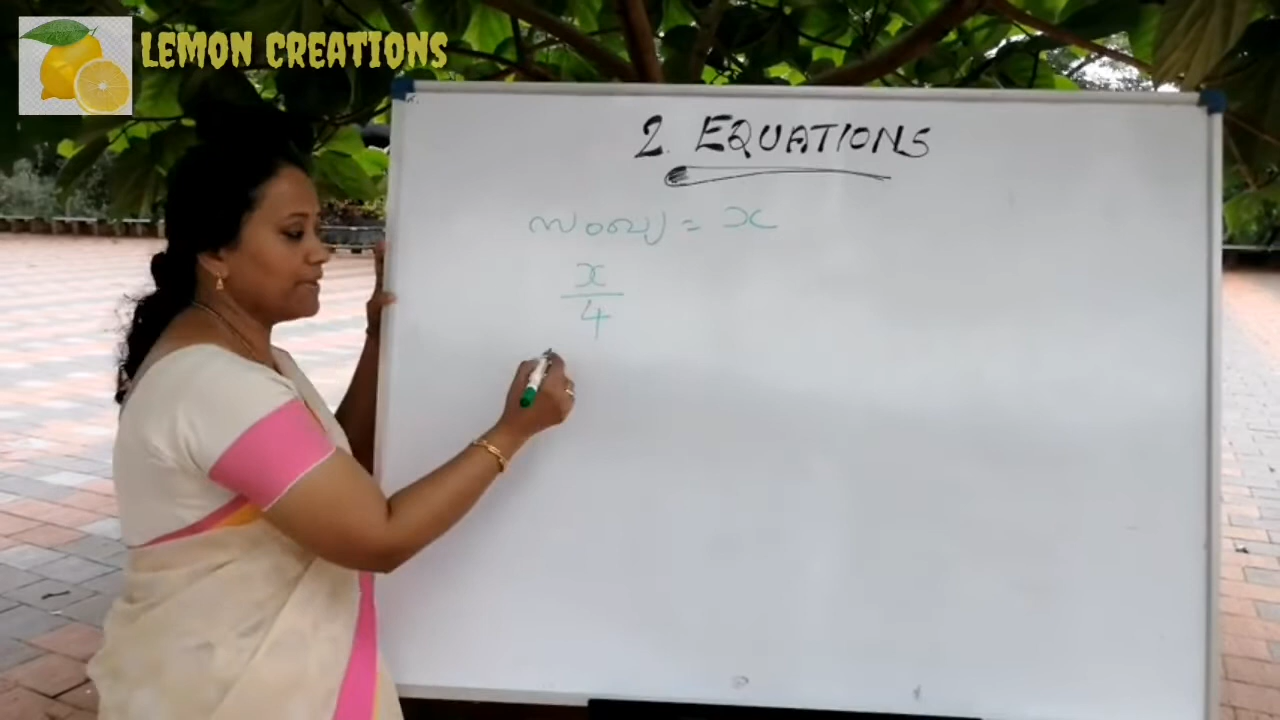 LEMON CREATIONS
2. EQUATIONS
സംഖ്യ = x
x
4